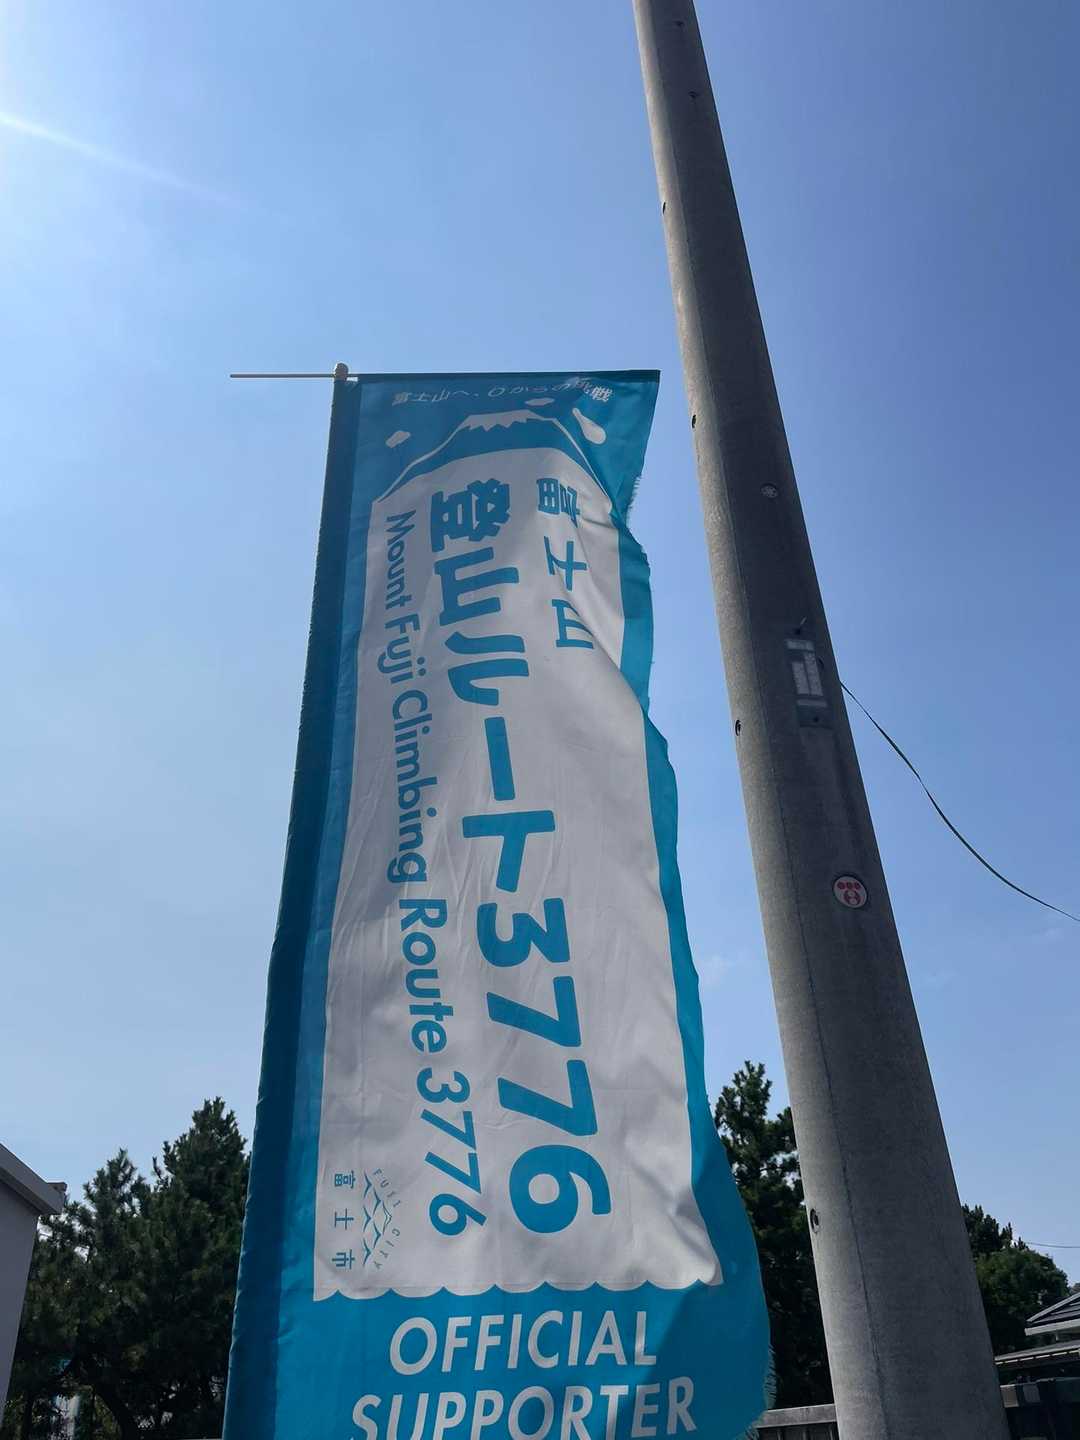 富士山へ、0からの挑戦
富士山
登山ルート3776
Mount Fuji Climbing Route 3776
FUJI CITY
富士市
OFFICIAL
SUPPORTER